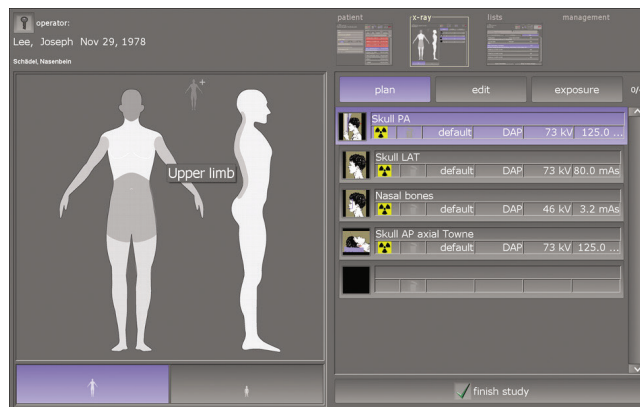 operator:
Lee, Joseph Nov 29, 1978
Schädel, Nasenbein
Upper limb
patient
x-ray
lists
management
plan
edit
exposure
0/
Skull PA
default DAP 73 kV 125.0 ...
Skull LAT
default DAP 73 kV 80.0 mAs
Nasal bones
default DAP 46 kV 3.2 mAs
Skull AP axial Towne
default DAP 73 kV 125.0 ...
finish study